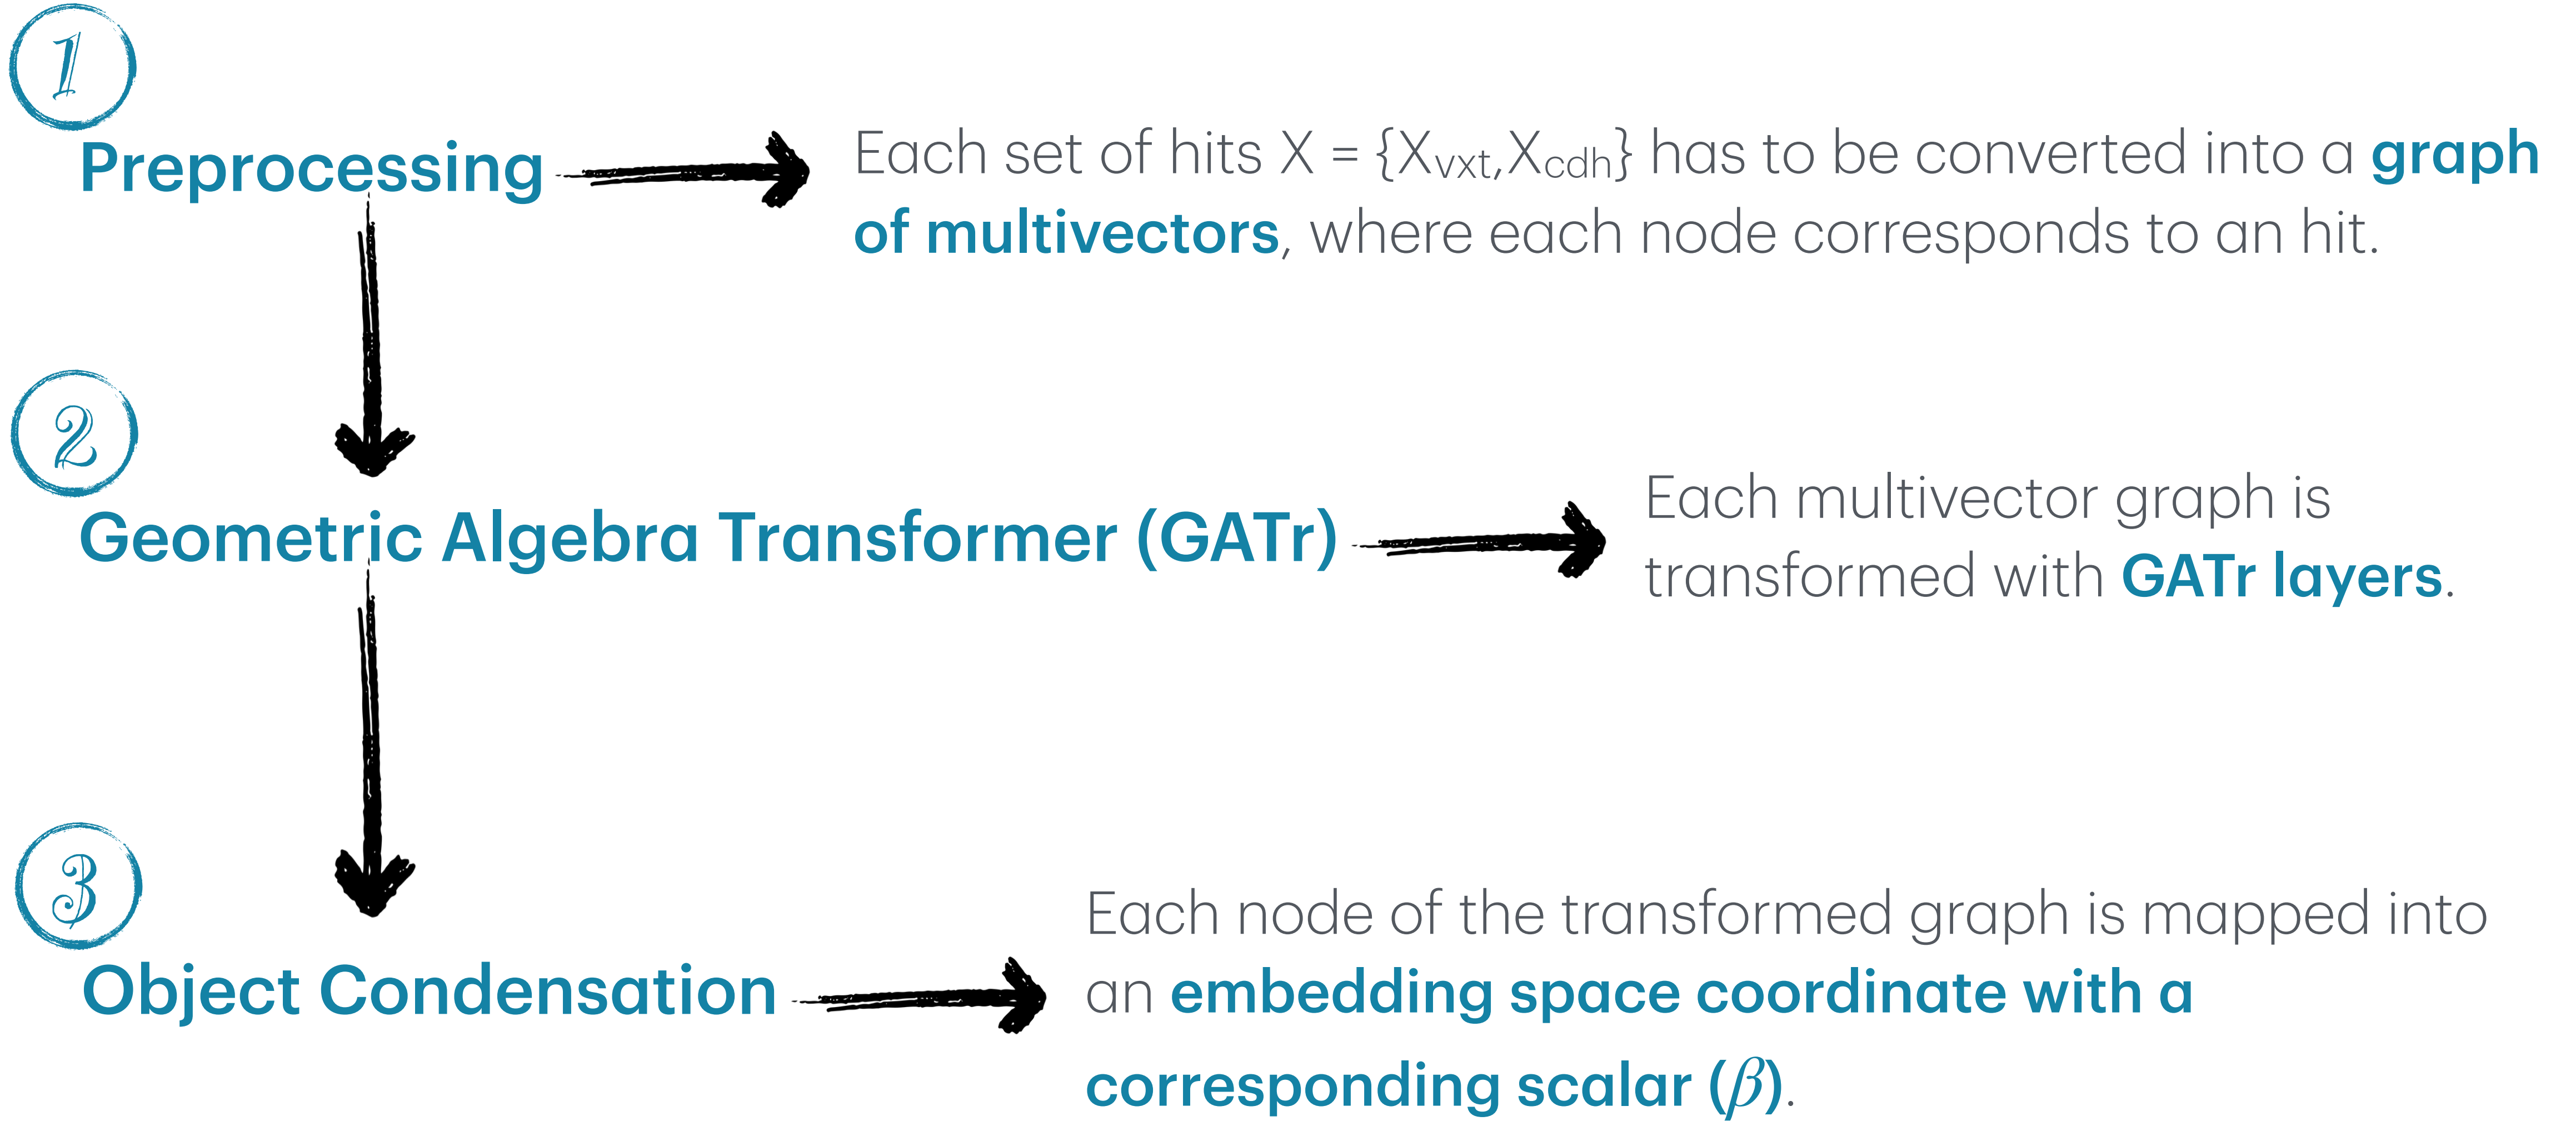 1
Preprocessing
Each set of hits X = {Xvxt,Xcdh} has to be converted into a graph
of multivectors, where each node corresponds to an hit.
2
Geometric Algebra Transformer (GATr)
Each multivector graph is
transformed with GATr layers.
3
Object Condensation
Each node of the transformed graph is mapped into
an embedding space coordinate with a
corresponding scalar (β).